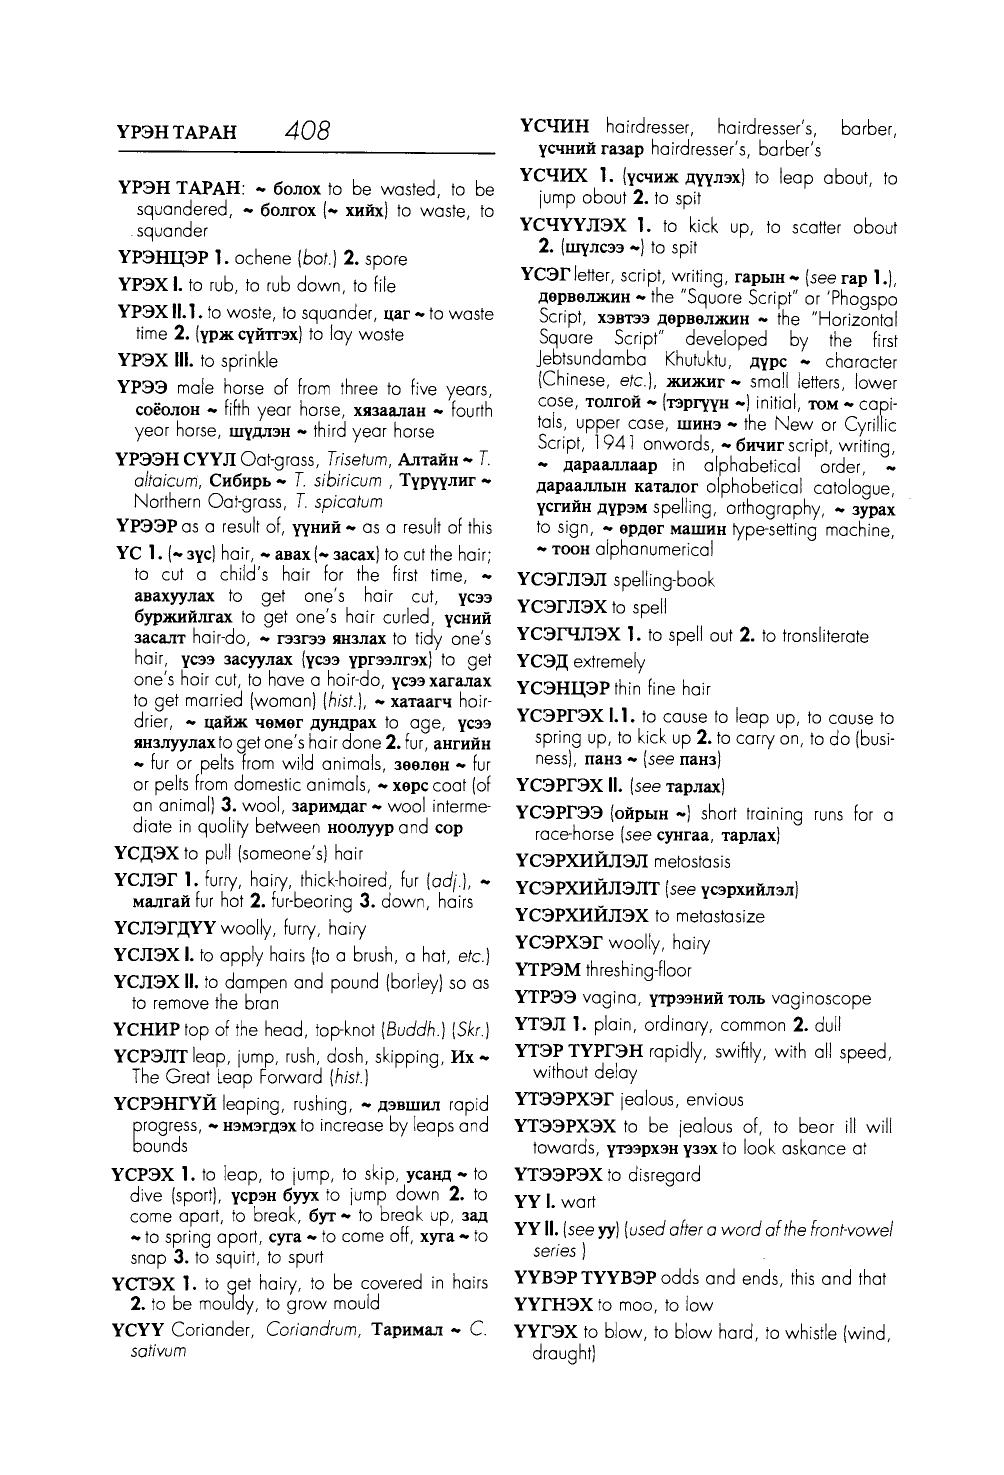 ҮРЭН ТАРАН 408
ҮРЭН ТАРАН: ~ болох to be wasted, to be
squandered, ~ болгох (~ хийх) to waste, to
squander
ҮРЭНЦЭР 1. ochene (bot.) 2. spore
ҮРЭХ I. to rub, to rub down, to file
ҮРЭХ II.1. to woste, to squander, цаг ~ to waste
time 2. (үрж сүйтгэх) to lay woste
ҮРЭХ III. to sprinkle
ҮРЭЭ male horse of from three to five years,
соёолон ~ fifth year horse, хязаалан ~ fourth
yeor horse, шүдлэн ~ third year horse
ҮРЭЭН СҮҮЛ Oat-grass, Trisetum, Алтайн ~ T.
altaicum, Сибирь ~ T. sibiricum , Түрүүлиг ~
Northern Oat-grass, T. spicatum
ҮРЭЭР as a result of, үүний ~ as a result of this
ҮС 1. (~ зүс) hair, ~ авах (~ засах) to cut the hair;
to cut a child's hair for the first time, ~
авахуулах to get one's hair cut, үсээ
буржийлгах to get one's hair curled, үсний
засалт hair-do, ~ гэзгээ янзлах to tidy one's
hair, үсээ засуулах (үсээ үргээлгэх) to get
one's hoir cut, to have a hoir-do, үсээ хагалах
to get married (woman) (hist.), ~ хатаагч hoir-
drier, ~ цайж чөмөг дундрах to age, үсээ
янзлуулах to get one's hair done 2. fur, ангийн
~ fur or pelts from wild animals, зөөлөн ~ fur
or pelts from domestic animals, ~ хөрс coat (of
an animal) 3. wool, заримдаг ~ wool interme-
diate in quality between ноолуур and сор
ҮСДЭХ to pull (someone's) hair
ҮСЛЭГ 1. furry, hairy, thick-hoired, fur (adj.), ~
малгай fur hot 2. fur-beoring 3. down, hairs
ҮСЛЭГДҮҮ woolly, furry, hairy
ҮСЛЭХ I. to apply hairs (to a brush, a hat, etc.)
ҮСЛЭХ II. to dampen and pound (borley) so as
to remove the bran
ҮСНИР top of the head, top-knot (Buddh.) (Skr.)
ҮСРЭЛТ leap, jump, rush, dosh, skipping, Их ~
The Great Leap Forward (hist.)
ҮСРЭНГҮЙ leaping, rushing, ~ дэвшил rapid
progress, ~ нэмэгдэх to increase by leaps and
bounds
ҮСРЭХ 1. to leap, to jump, to skip, усанд ~ to
dive (sport), үсрэн буух to jump down 2. to
come apart, to break, бут ~ to break up, зад
~ to spring aport, суга ~ to come off, хуга ~ to
snap 3. to squirt, to spurt
ҮСТЭХ 1. to get hairy, to be covered in hairs
2. to be mouldy, to grow mould
ҮСҮҮ Coriander, Coriandrum, Таримал ~ C.
sativum
ҮСЧИН hairdresser, hairdresser's, barber,
үсчний газар hairdresser's, barber's
ҮСЧИХ 1. (үсчиж дүүлэх) to leap about, to
jump obout 2. to spit
ҮСЧҮҮЛЭХ 1. to kick up, to scatter obout
2. (шүлсээ ~) to spit
ҮСЭГ letter, script, writing, гарын ~ (see гар 1.),
дөрвөлжин ~ the "Squore Script" or 'Phogspo
Script, хэвтээ дөрвөлжин ~ the "Horizontal
Square Script" developed by the first
Jebtsundamba Khutuktu, дүрс ~ character
(Chinese, etc.), жижиг ~ small letters, lower
cose, толгой ~ (тэргүүн ~) initial, том ~ capi-
tals, upper case, шинэ ~ the New or Cyrillic
Script, 1941 onwords, ~ бичиг script, writing,
~ дарааллаар in alphabetical order, ~
дарааллын каталог olphobetical catologue,
үсгийн дүрэм spelling, orthography, ~ зурах
to sign, ~ өрдөг машин type-setting machine,
~ тоон alphanumerical
ҮСЭГЛЭЛ spelling-book
ҮСЭГЛЭХ to spell
ҮСЭГЧЛЭХ 1. to spell out 2. to tronsliterate
ҮСЭД extremely
ҮСЭНЦЭР thin fine hair
ҮСЭРГЭХ I.1. to cause to leap up, to cause to
spring up, to kick up 2. to carry on, to do (busi-
ness), панз ~ (see панз)
ҮСЭРГЭХ II. (see тарлах)
ҮСЭРГЭЭ (ойрын ~) short training runs for a
race-horse (see сунгаа, тарлах)
ҮСЭРХИЙЛЭЛ metostasis
ҮСЭРХИЙЛЭЛТ (see үсэрхийлэл)
ҮСЭРХИЙЛЭХ to metastasize
ҮСЭРХЭГ woolly, hairy
ҮТРЭМ threshing-floor
ҮТРЭЭ vagina, үтрээний толь vaginoscope
ҮТЭЛ 1. plain, ordinary, common 2. dull
ҮТЭР ТҮРГЭН rapidly, swiftly, with all speed,
without delay
ҮТЭЭРХЭГ jealous, envious
ҮТЭЭРХЭХ to be jealous of, to beor ill will
towards, үтээрхэн үзэх to look askance at
ҮТЭЭРЭХ to disregard
ҮҮ I. wart
ҮҮ II. (see уу) (used after a word of the front-vowel
series )
ҮҮВЭР ТҮҮВЭР odds and ends, this and that
ҮҮГНЭХ to moo, to low
ҮҮГЭХ to blow, to blow hard, to whistle (wind,
draught)